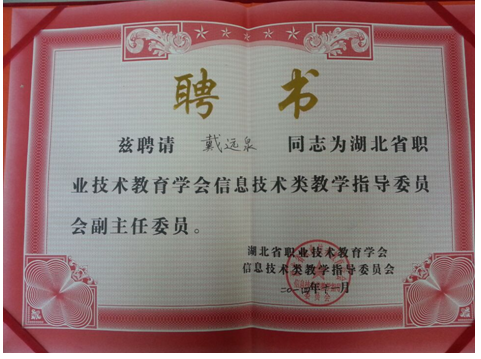 聘 书
兹聘请 戴远泉 同志为湖北省职
业技术教育学会信息技术类教学指导委员
会副主任委员。
湖北省职业技术教育学会
信息技术类教学指导委员会
年 月